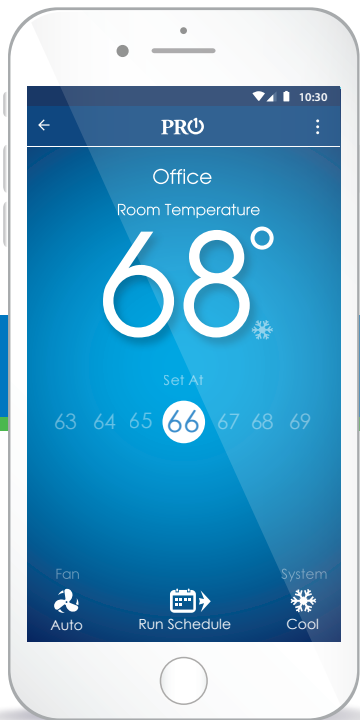 10:30
PRO
Office
Room Temperature
68°
Set At
63 64 65 66 67 68 69
Fan System
Auto Run Schedule Cool